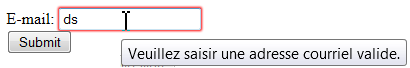 E-mail: ds
Submit
Veuillez saisir une adresse courriel valide.